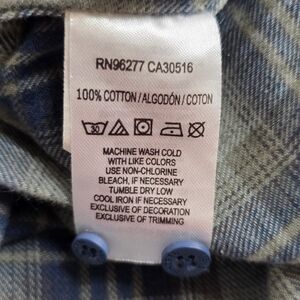 RN96277 CA30516
100% COTTON / ALGODÓN / COTON
MACHINE WASH COLD
WITH LIKE COLORS
USE NON-CHLORINE
BLEACH, IF NECESSARY
TUMBLE DRY LOW
COOL IRON IF NECESSARY
EXCLUSIVE OF DECORATION
EXCLUSIVE OF TRIMMING